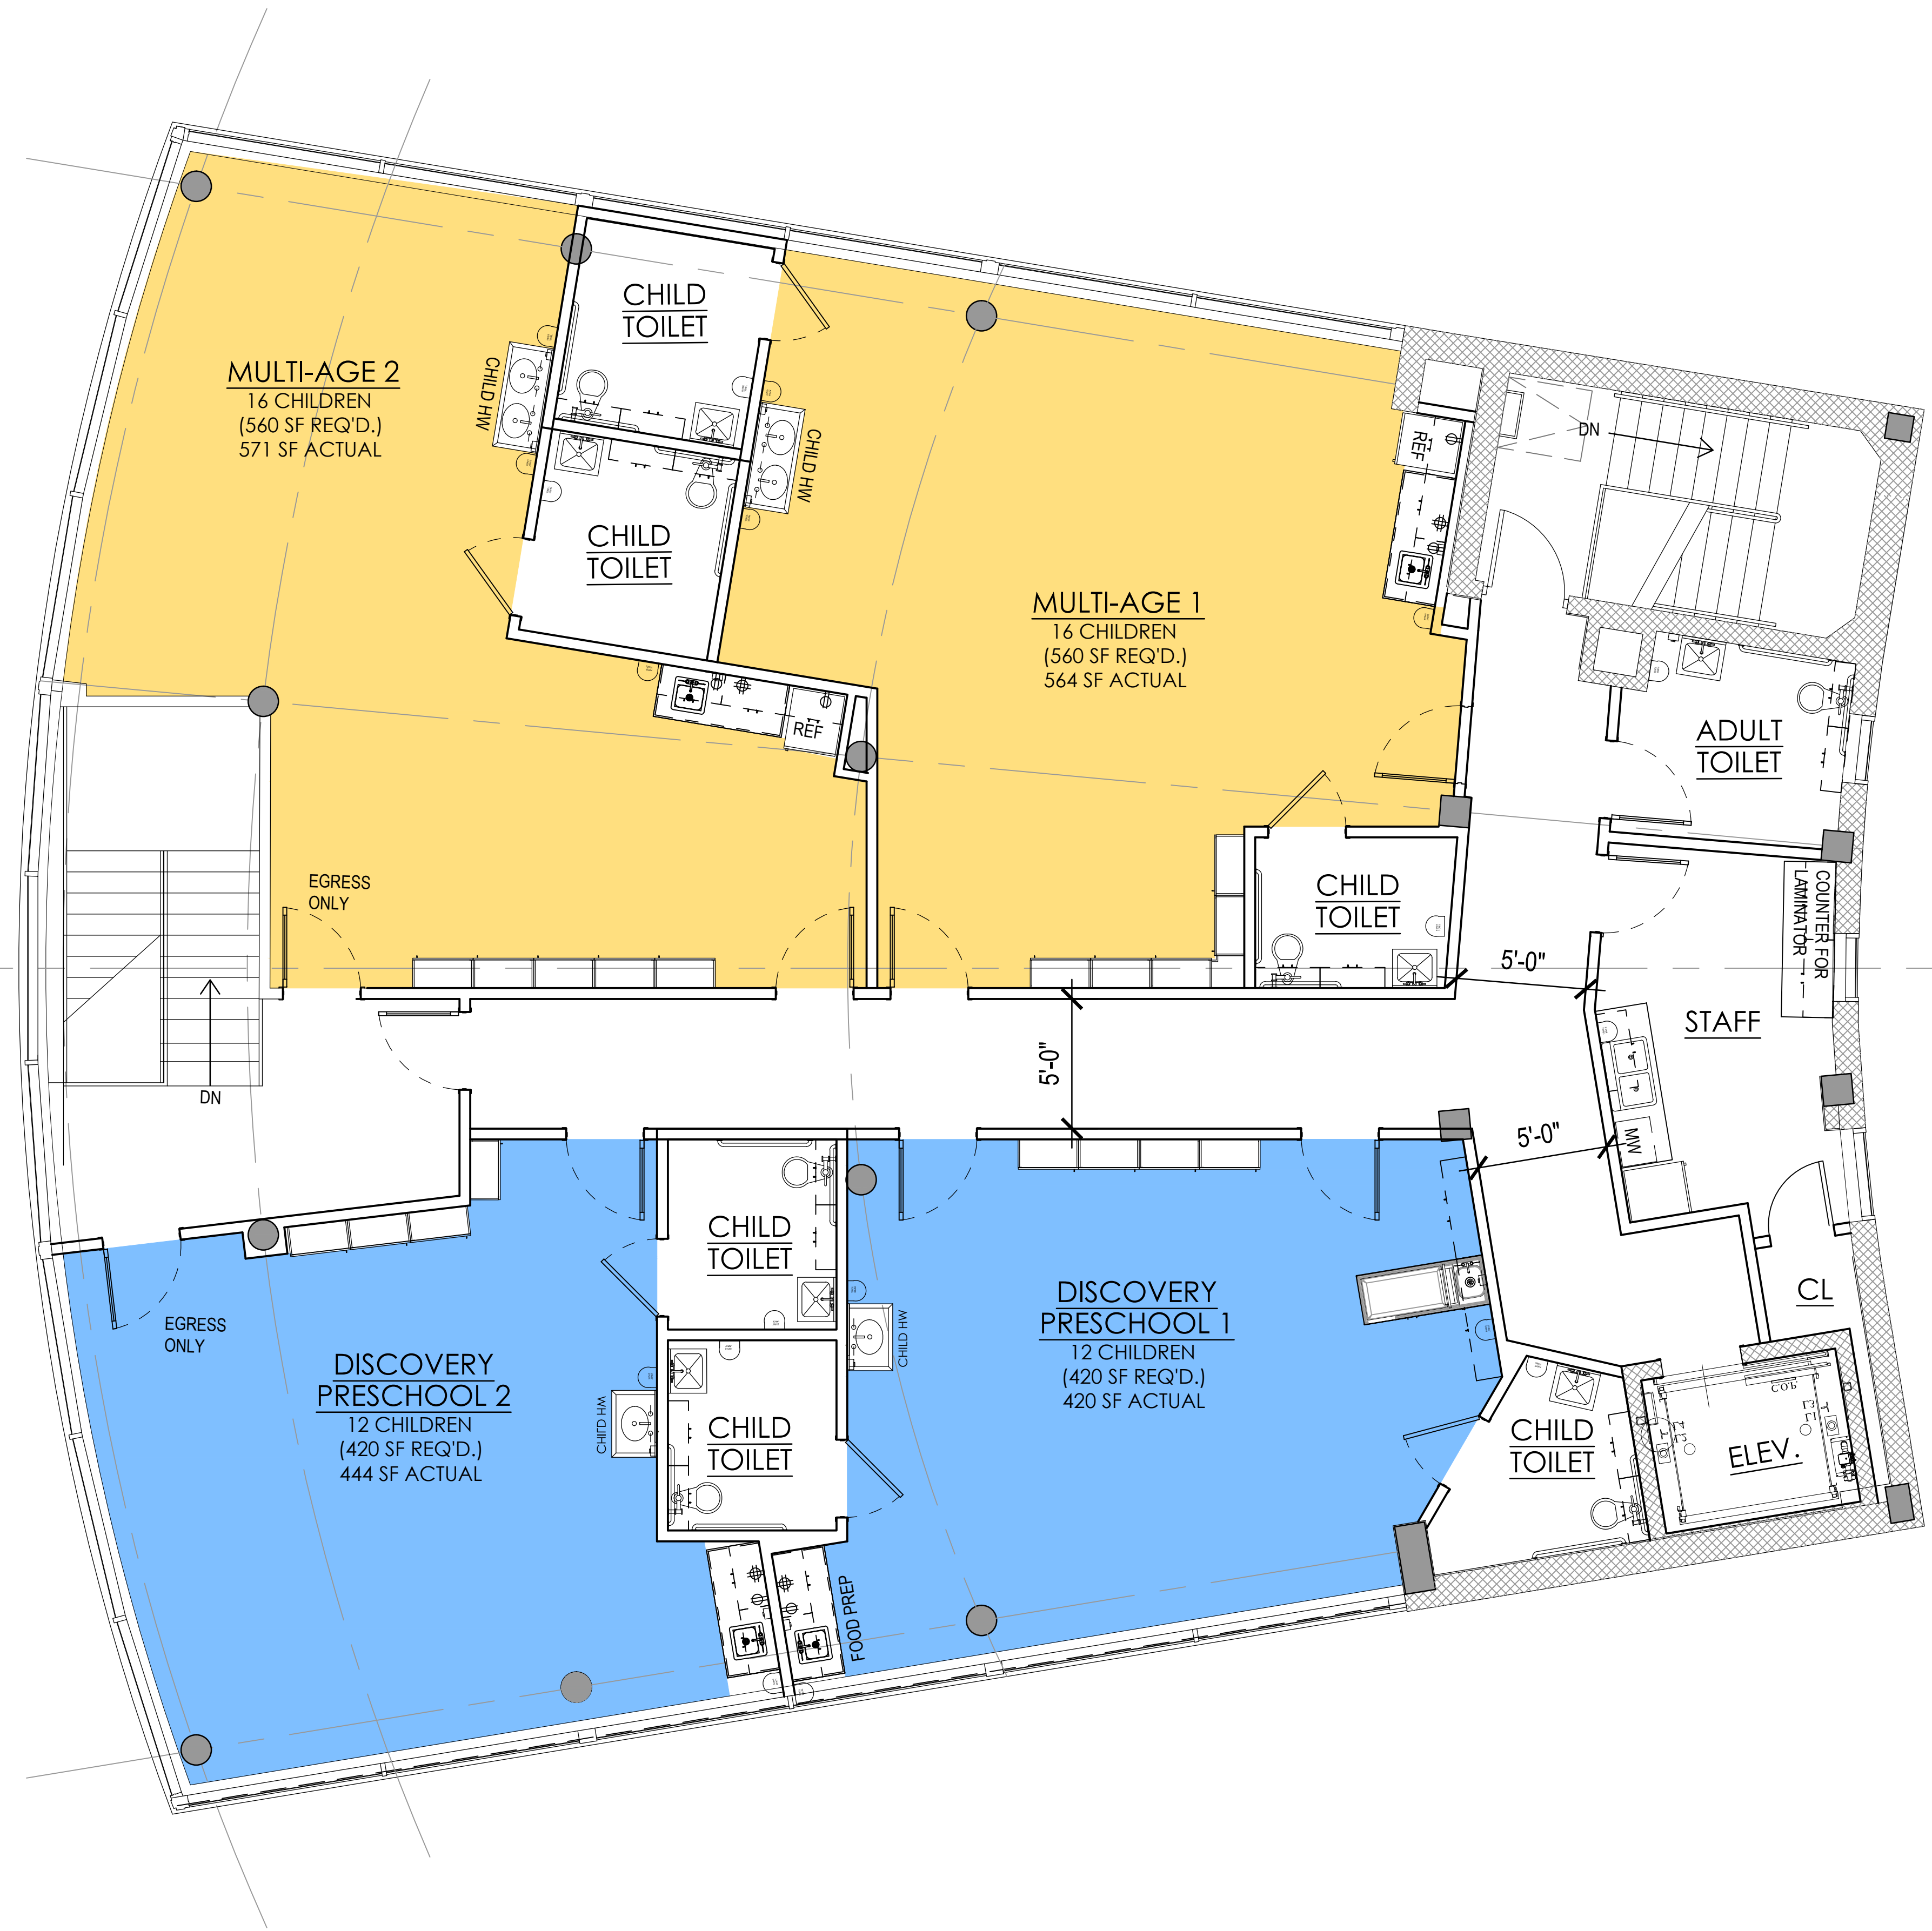 CHILD
TOILET
MULTI-AGE 2
16 CHILDREN
(560 SF REQ'D.)
571 SF ACTUAL
CHILD HW
CHILD HW
REF
DN
CHILD
TOILET
MULTI-AGE 1
16 CHILDREN
(560 SF REQ'D.)
564 SF ACTUAL
REF
ADULT
TOILET
EGRESS
ONLY
CHILD
TOILET
COUNTER FOR
LAMINATOR
5'-0"
STAFF
5'-0"
DN
5'-0"
MW
CHILD
TOILET
EGRESS
ONLY
DISCOVERY
PRESCHOOL 1
12 CHILDREN
(420 SF REQ'D.)
420 SF ACTUAL
CHILD HW
CL
DISCOVERY
PRESCHOOL 2
12 CHILDREN
(420 SF REQ'D.)
444 SF ACTUAL
CHILD HW
CHILD
TOILET
CHILD
TOILET
ELEV.
C.O.P.
L3
L1
L4
L2
FOOD PREP